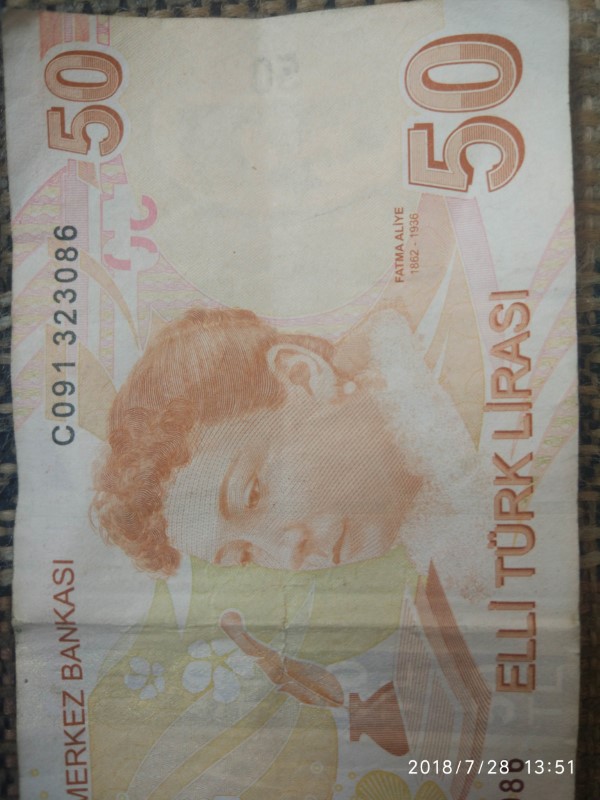 50
50
C091 323086
FATMA ALİYE
1862 - 1936
MERKEZ BANKASI
ELLİ TÜRK LİRASI
2018/7/28 13:51